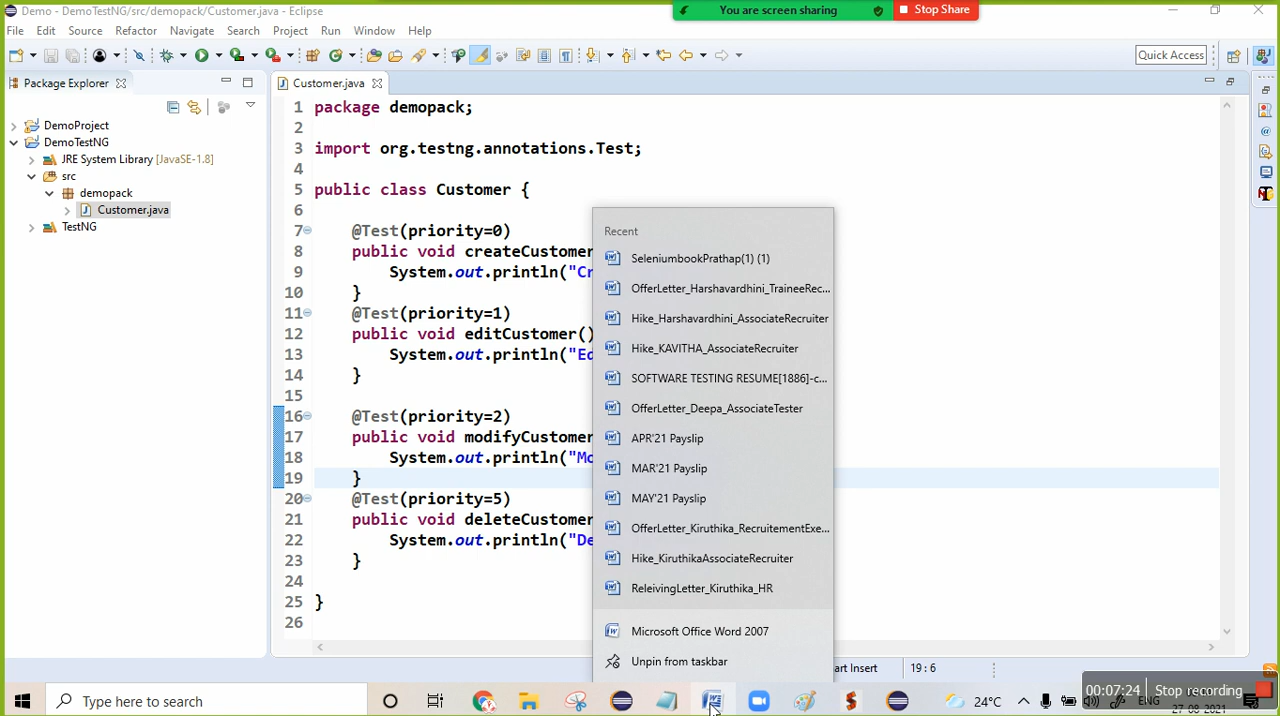 Demo - DemoTestNG/src/demopack/Customer.java - Eclipse
You are screen sharing
Stop Share
File Edit Source Refactor Navigate Search Project Run Window Help
Quick Access
Package Explorer
Customer.java
DemoProject
DemoTestNG
JRE System Library [JavaSE-1.8]
src
demopack
Customer.java
TestNG
1 package demopack;
2
3 import org.testng.annotations.Test;
4
5 public class Customer {
6
7 @Test(priority=0)
8 public void createCustomer
9 System.out.println("Cr
10 }
11 @Test(priority=1)
12 public void editCustomer()
13 System.out.println("Ed
14 }
15
16 @Test(priority=2)
17 public void modifyCustomer
18 System.out.println("Mo
19 }
20 @Test(priority=5)
21 public void deleteCustomer
22 System.out.println("De
23 }
24
25 }
26
Recent
SeleniumbookPrathap(1) (1)
OfferLetter_Harshavardhini_TraineeRec...
Hike_Harshavardhini_AssociateRecruiter
Hike_KAVITHA_AssociateRecruiter
SOFTWARE TESTING RESUME[1886]-c...
OfferLetter_Deepa_AssociateTester
APR'21 Payslip
MAR'21 Payslip
MAY'21 Payslip
OfferLetter_Kiruthika_RecruitementExe...
Hike_KiruthikaAssociateRecruiter
ReleivingLetter_Kiruthika_HR
Microsoft Office Word 2007
Unpin from taskbar
art Insert
19 : 6
00:07:24 Stop recording
Type here to search
24°C
ENG
27-08-2021